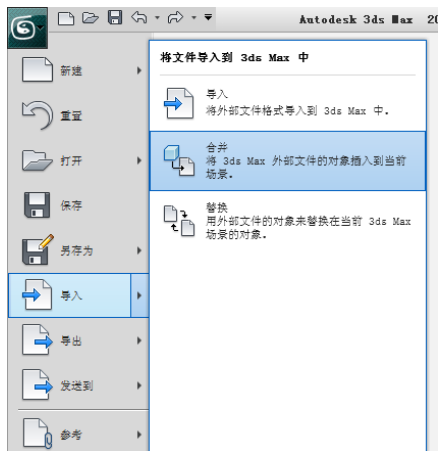 Autodesk 3ds Max 20
新建
重置
打开
保存
另存为
导入
导出
发送到
参考
将文件导入到 3ds Max 中
导入
将外部文件格式导入到 3ds Max 中.
合并
将 3ds Max 外部文件的对象插入到当前
场景.
替换
用外部文件的对象来替换在当前 3ds Max
场景的对象.